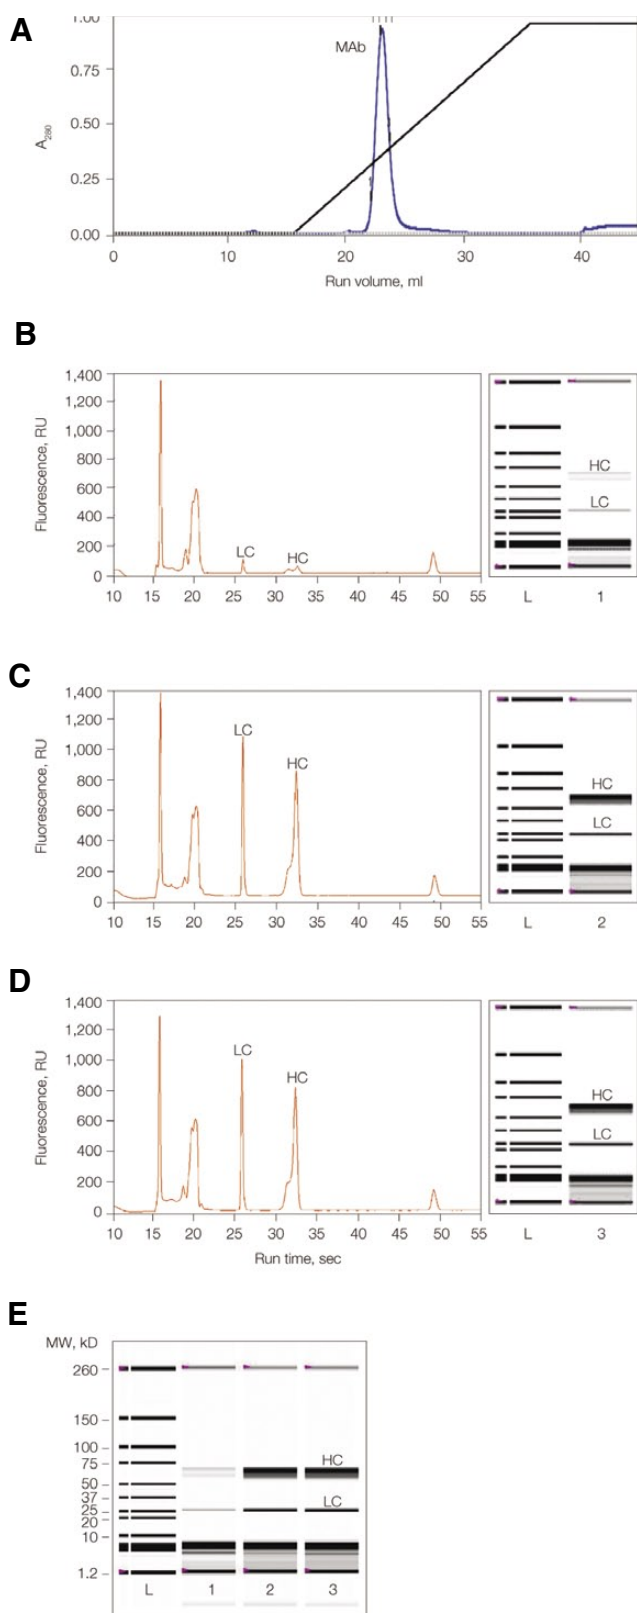 A
1.00
MAb
0.75
A280
0.50
0.25
0.00
0 10 20 30 40
Run volume, ml
B
1,400
1,200
1,000
800
600
400
200
0
Fluorescence, RU
LC HC
10 15 20 25 30 35 40 45 50 55
HC
LC
L 1
C
1,400
1,200
1,000
800
600
400
200
0
Fluorescence, RU
LC
HC
10 15 20 25 30 35 40 45 50 55
HC
LC
L 2
D
1,400
1,200
1,000
800
600
400
200
0
Fluorescence, RU
LC
HC
10 15 20 25 30 35 40 45 50 55
Run time, sec
HC
LC
L 3
E
MW, kD
260
150
100
75
50
37
25
20
10
1.2
HC
LC
L 1 2 3